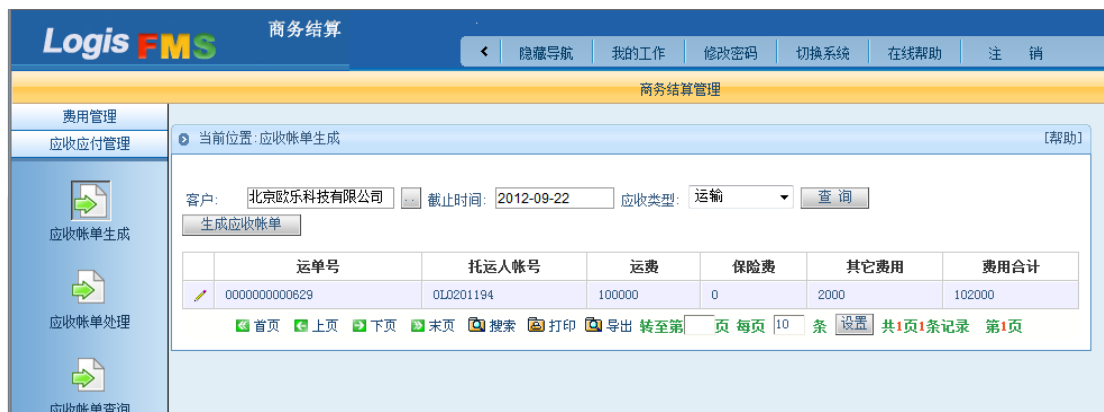 Logis FMS 商务结算
隐藏导航 我的工作 修改密码 切换系统 在线帮助 注 销
商务结算管理
费用管理
应收应付管理
当前位置:应收帐单生成 [帮助]
客户: 北京欧乐科技有限公司 .. 截止时间: 2012-09-22 应收类型: 运输 查 询
生成应收帐单
应收帐单生成
运单号 托运人帐号 运费 保险费 其它费用 费用合计
0000000000629 0L0201194 100000 0 2000 102000
首页 上页 下页 末页 搜索 打印 导出 转至第 页 每页 10 条 设置 共1页1条记录 第1页
应收帐单处理
应收帐单查询